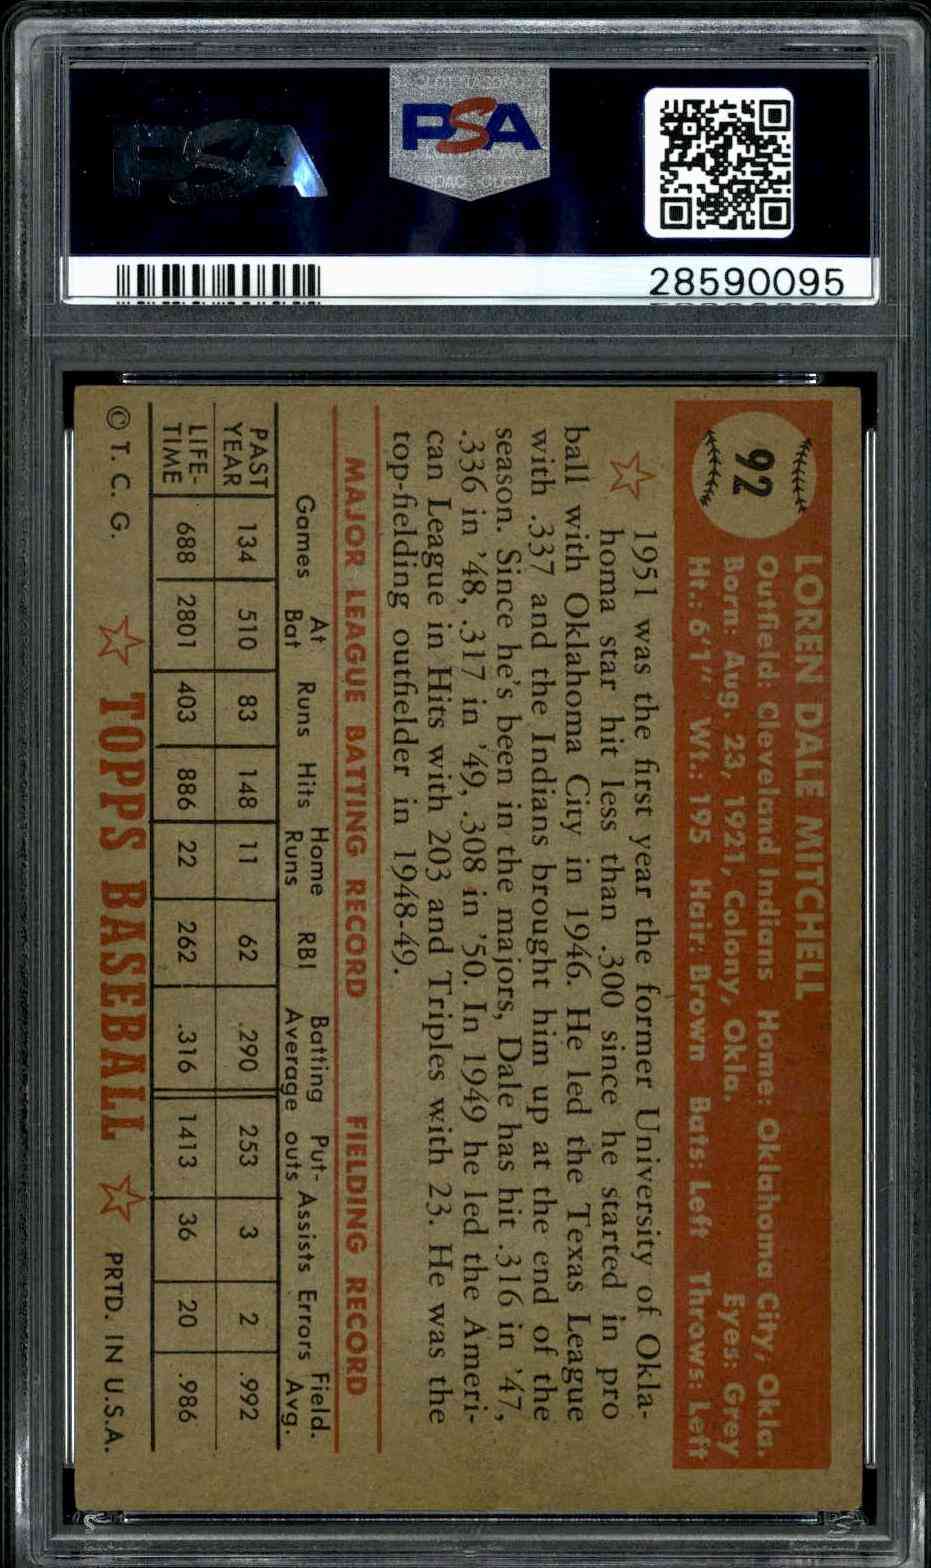 PSA
PSA
28590095
92
LOREN DALE MITCHELL
Outfield: Cleveland Indians Home: Oklahoma City, Okla.
Born: Aug. 23, 1921, Colony, Okla. Eyes: Grey
Ht.: 6'1" Wt.: 195 Hair: Brown Bats: Left Throws: Left
1951 was the first year the former University of Okla-
homa star hit less than .300 since he started in pro
ball with Oklahoma City in 1946. He led the Texas League
with .337 and the Indians brought him up at the end of the
season. Since he's been in the majors, Dale has hit .316 in '47,
.336 in '48, .317 in '49, .308 in '50. In 1949 he led the Ameri-
can League in Hits with 203 and Triples with 23. He was the
top-fielding outfielder in 1948-49.
MAJOR LEAGUE BATTING RECORD FIELDING RECORD
Games At Bat Runs Hits Home Runs RBI Batting Average Put-outs Assists Errors Field. Avg.
PAST YEAR 134 510 83 148 11 62 .290 253 3 2 .992
LIFE-TIME 688 2801 403 886 22 262 .316 1413 36 20 .986
© T. C. G. TOPPS BASEBALL PRTD. IN U.S.A.